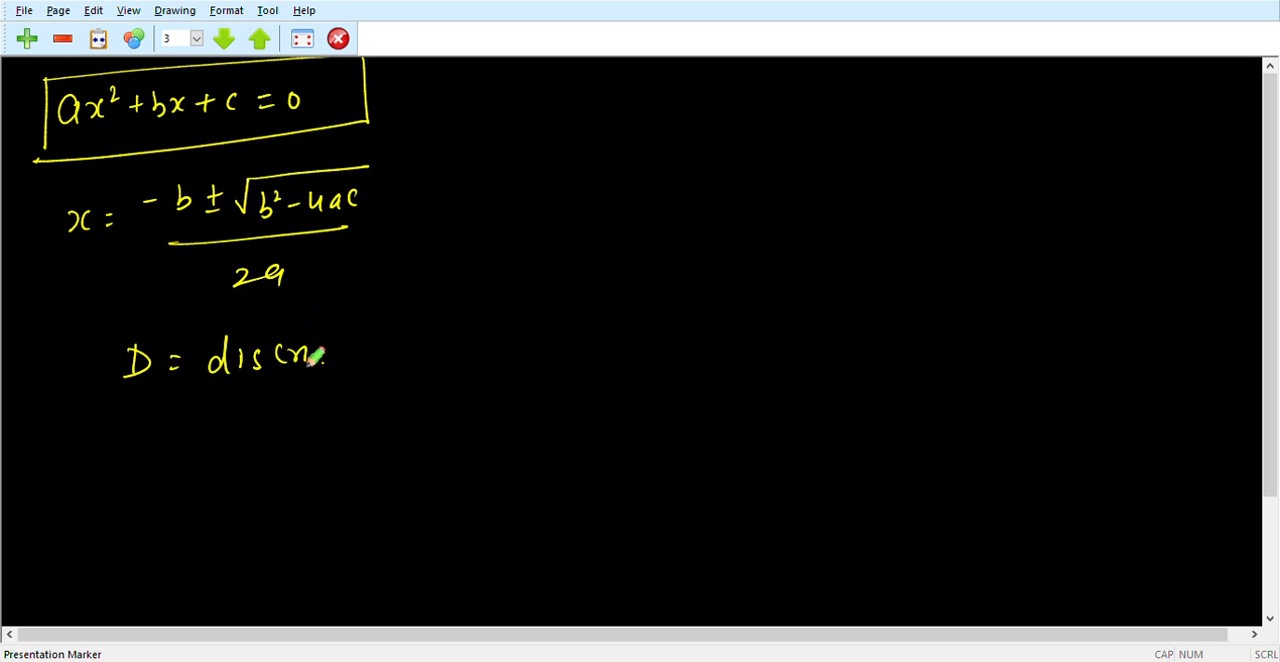 File Page Edit View Drawing Format Tool Help
3
ax² + bx + c = 0
x = -b ± √b² - 4ac
2a
D = discri
Presentation Marker CAP NUM SCRL